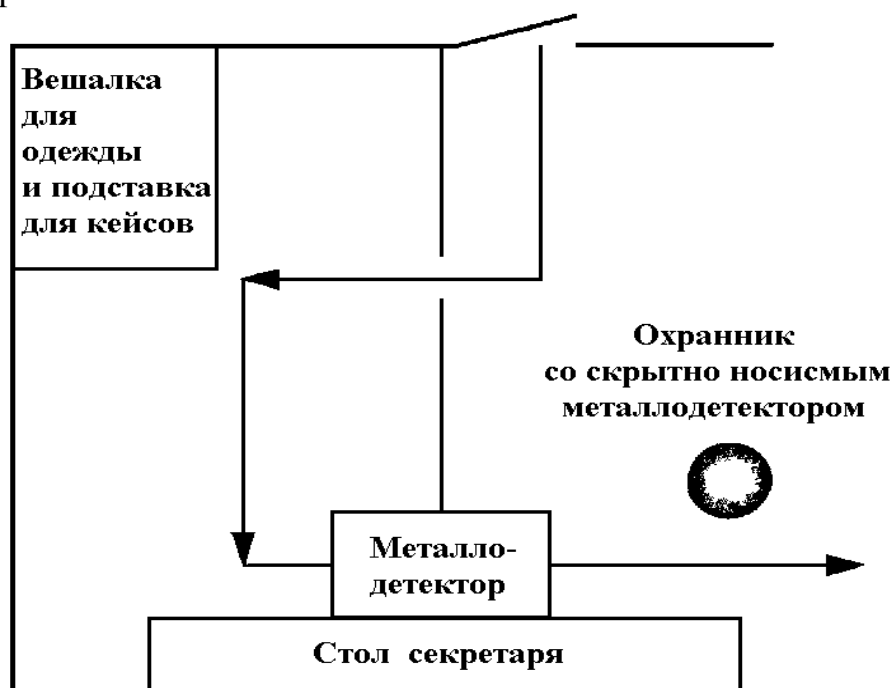 Вешалка
для
одежды
и подставка
для кейсов
Охранник
со скрытно носисмым
металлодетектором
Металло-
детектор
Стол секретаря